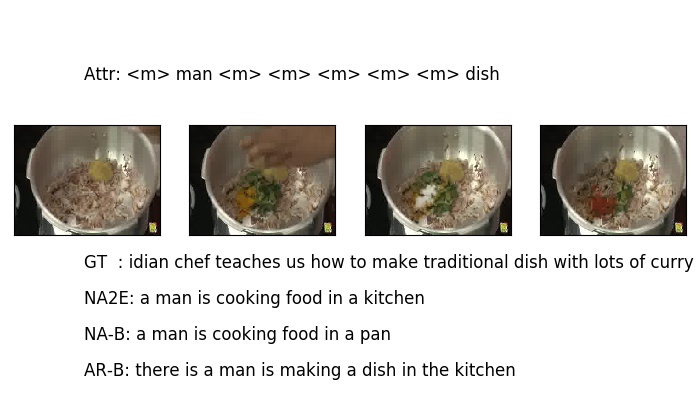 Attr: <m> man <m> <m> <m> <m> <m> dish
GT : idian chef teaches us how to make traditional dish with lots of curry
NA2E: a man is cooking food in a kitchen
NA-B: a man is cooking food in a pan
AR-B: there is a man is making a dish in the kitchen